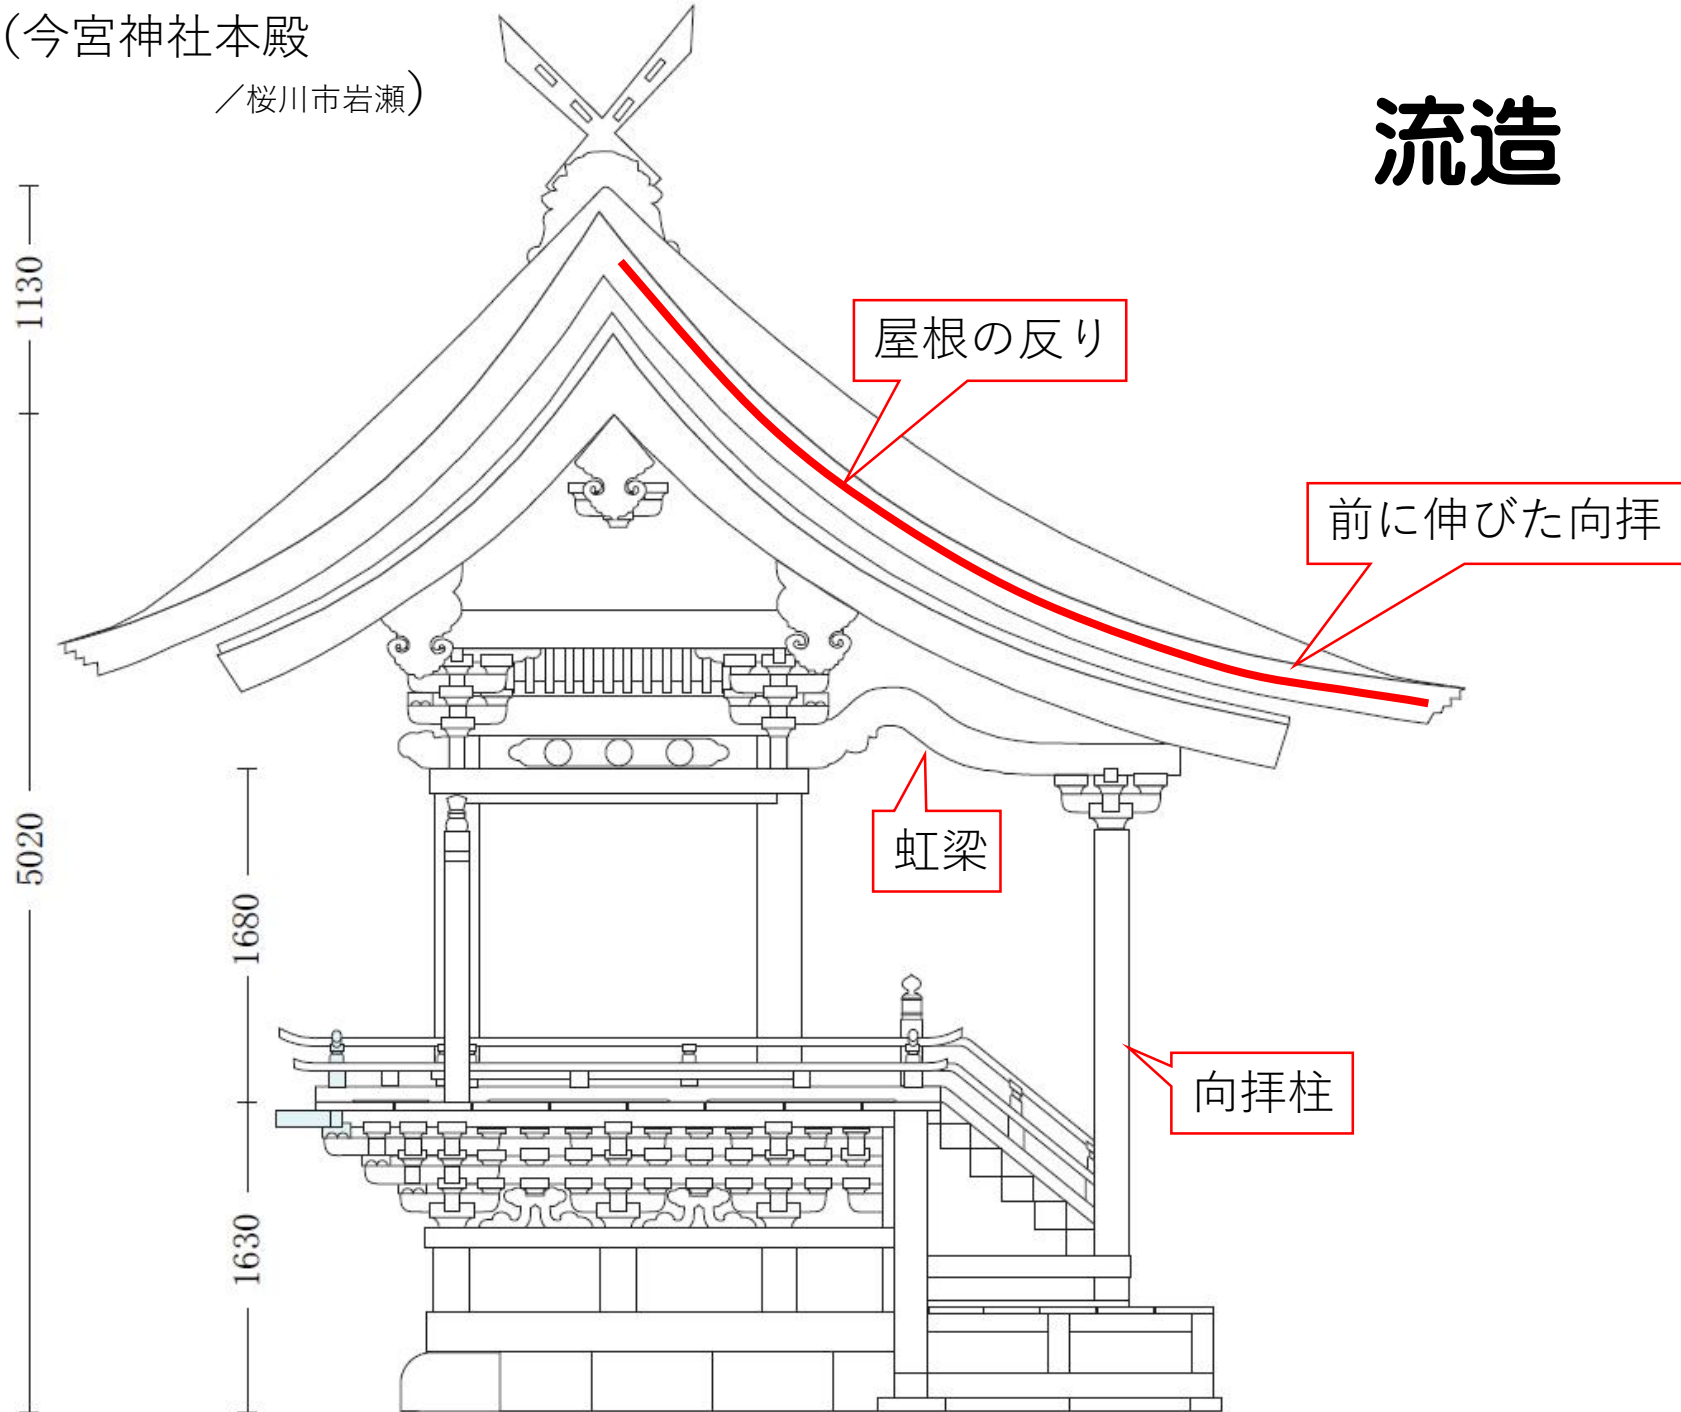 (今宮神社本殿
／桜川市岩瀬)
流造
屋根の反り
前に伸びた向拝
虹梁
向拝柱
1130
5020
1680
1630